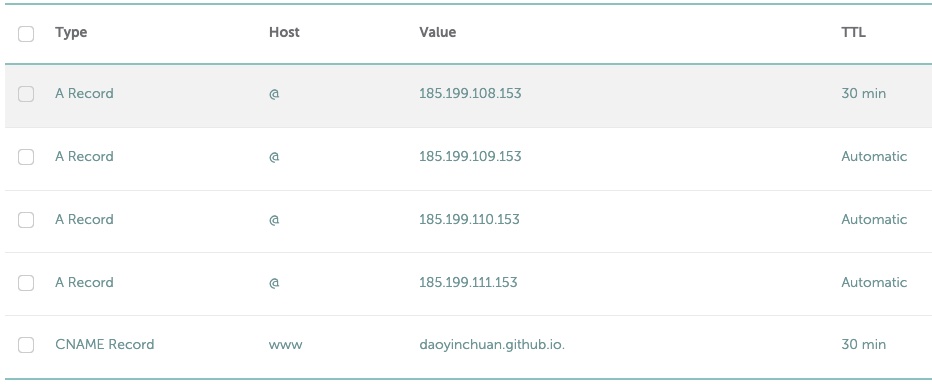 Type Host Value TTL
A Record @ 185.199.108.153 30 min
A Record @ 185.199.109.153 Automatic
A Record @ 185.199.110.153 Automatic
A Record @ 185.199.111.153 Automatic
CNAME Record www daoyinchuan.github.io. 30 min